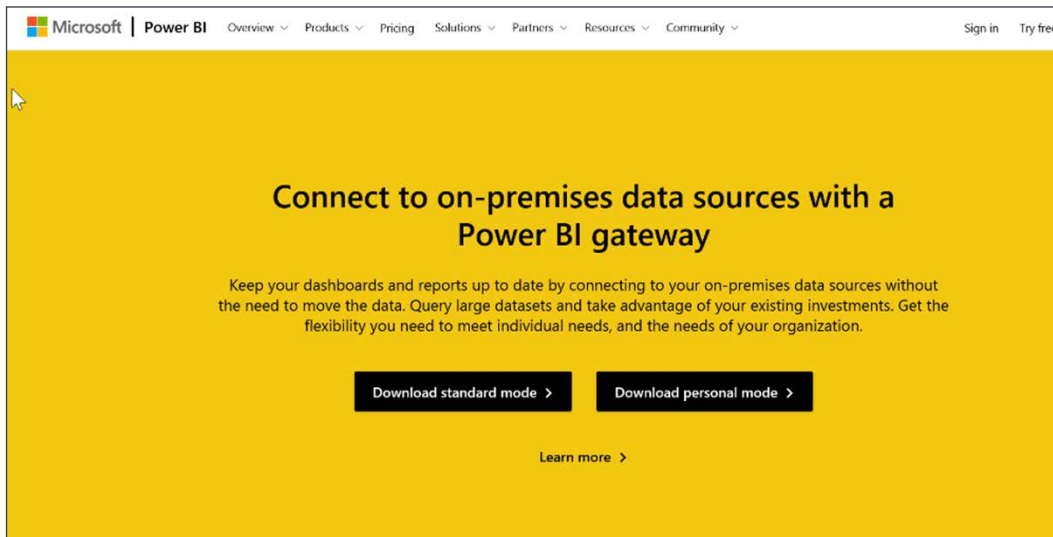 Microsoft Power BI Overview Products Pricing Solutions Partners Resources Community Sign in Try free
Connect to on-premises data sources with a
Power BI gateway
Keep your dashboards and reports up to date by connecting to your on-premises data sources without
the need to move the data. Query large datasets and take advantage of your existing investments. Get the
flexibility you need to meet individual needs, and the needs of your organization.
Download standard mode Download personal mode
Learn more